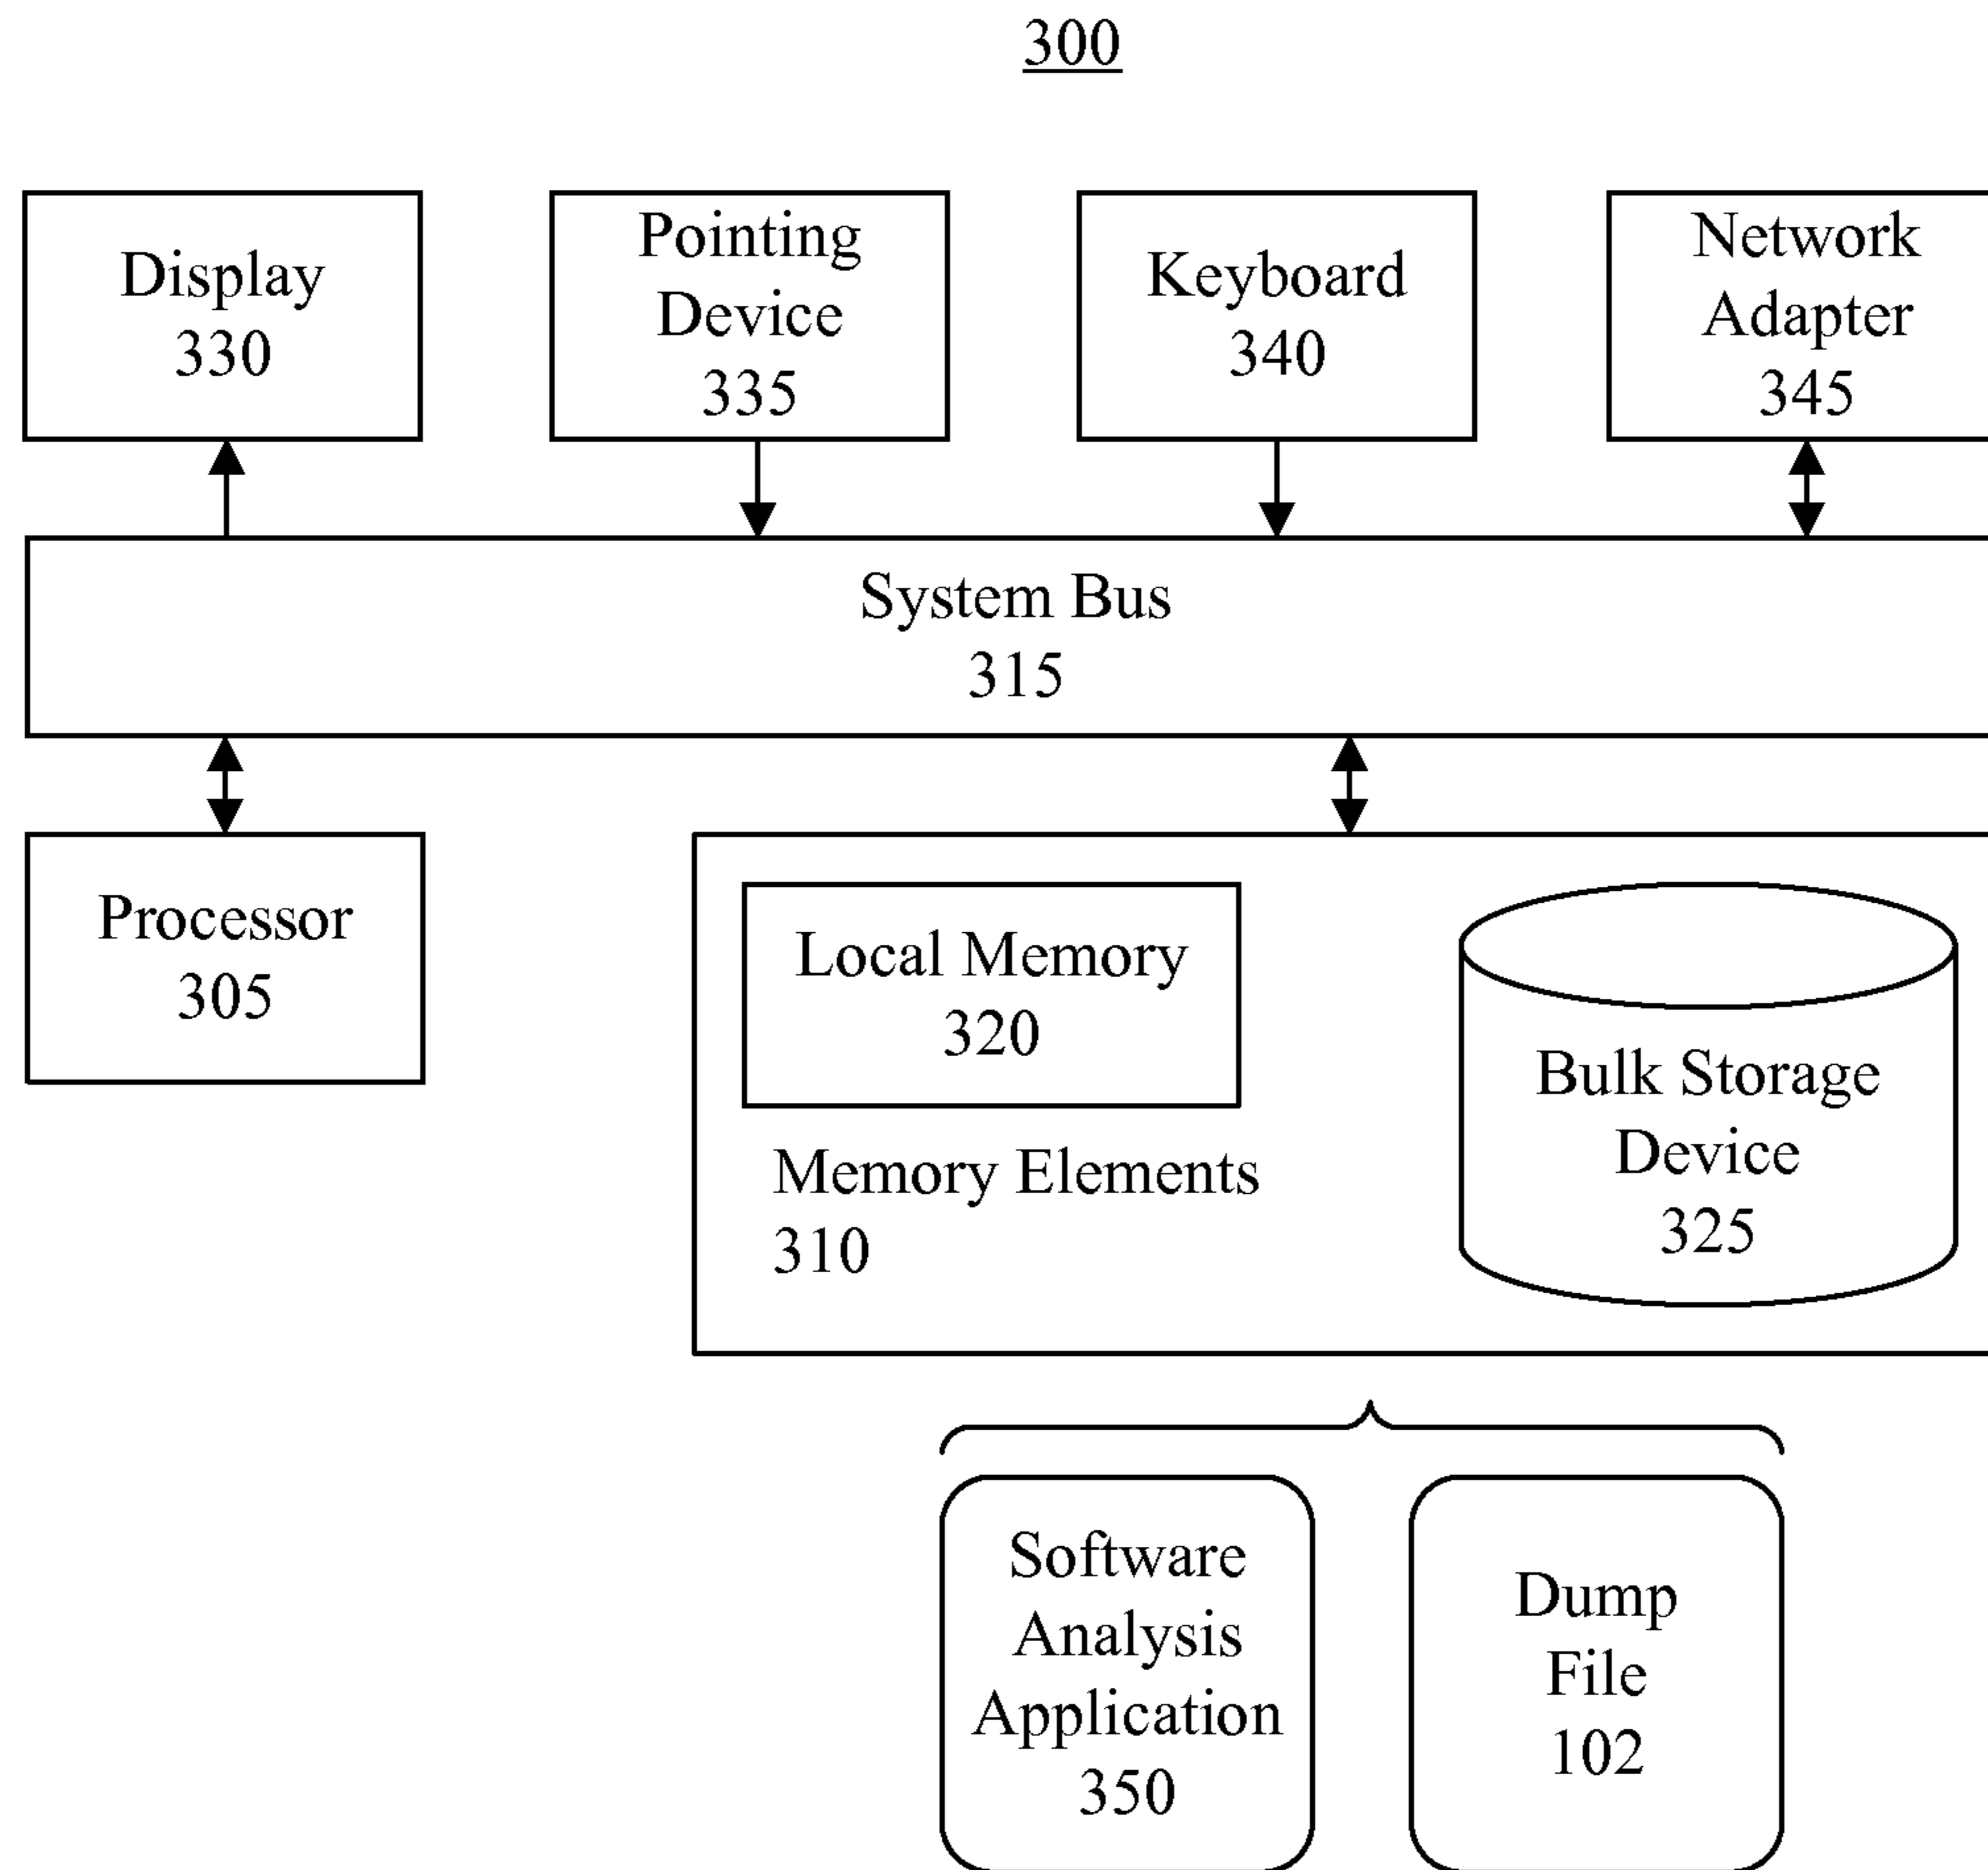 300
Display
330
Pointing
Device
335
Keyboard
340
Network
Adapter
345
System Bus
315
Processor
305
Local Memory
320
Memory Elements
310
Bulk Storage
Device
325
Software
Analysis
Application
350
Dump
File
102